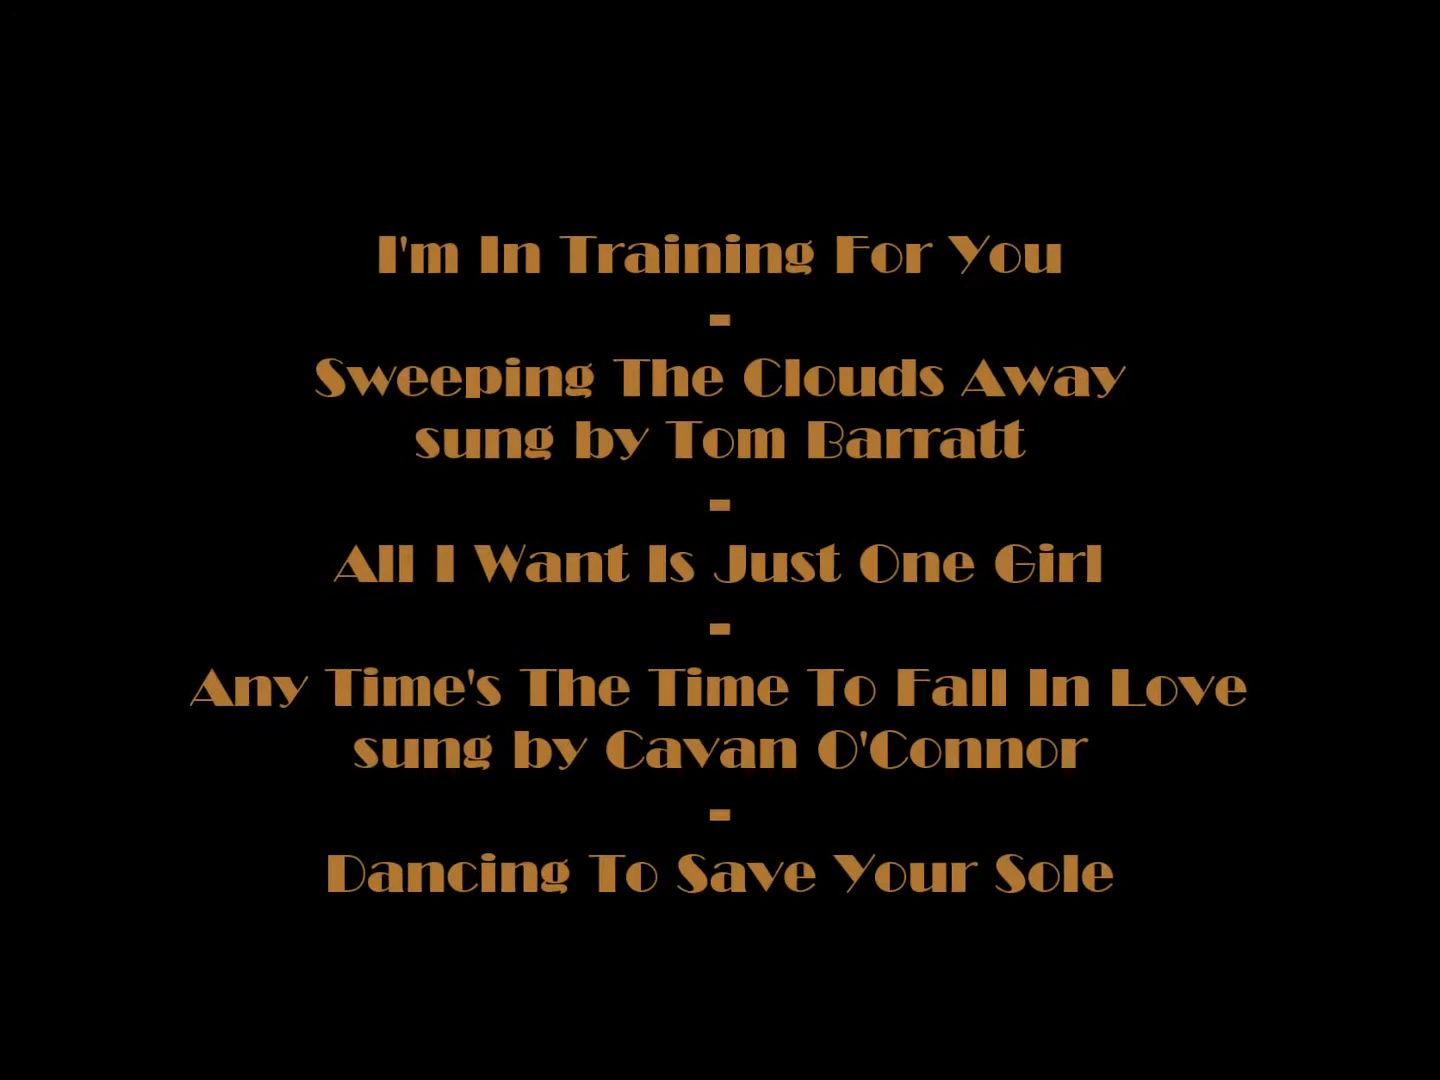 I'm In Training For You
-
Sweeping The Clouds Away
sung by Tom Barratt
-
All I Want Is Just One Girl
-
Any Time's The Time To Fall In Love
sung by Cavan O'Connor
-
Dancing To Save Your Sole